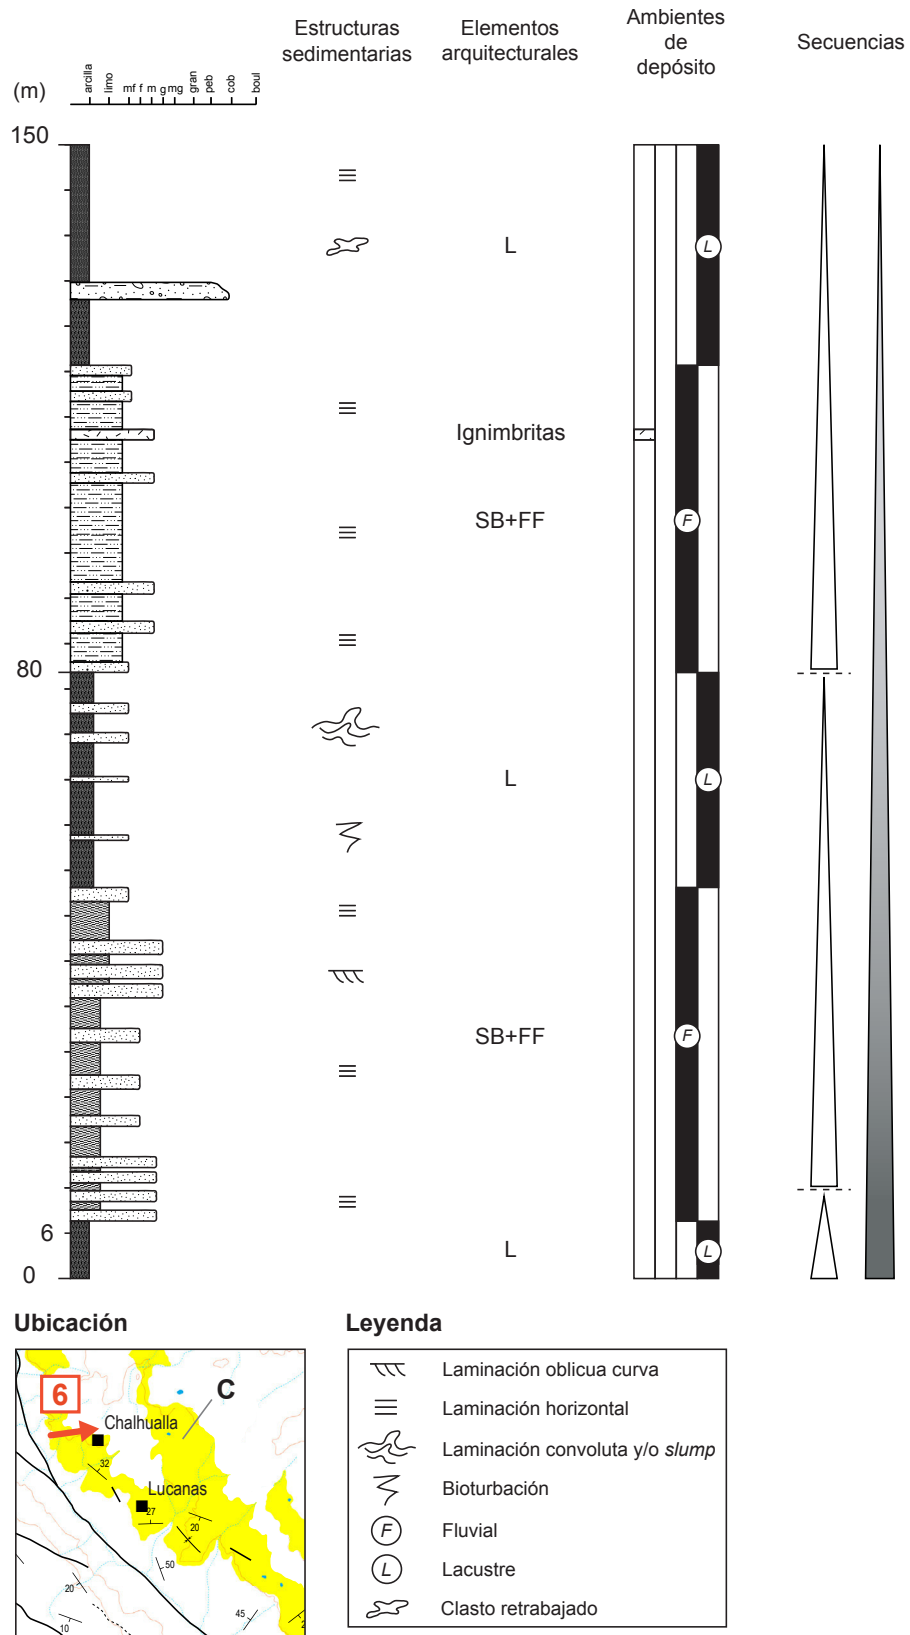 Estructuras
sedimentarias
Elementos
arquitecturales
Ambientes
de
depósito
Secuencias
(m)
arcilla
limo
mf f m g mg
gran
peb
cob
boul
150
L
L
Ignimbritas
SB+FF
F
80
L
L
SB+FF
F
6
L
L
0
Ubicación
6
C
Chalhualla
32
Lucanas
27
20
50
20
45
10
2
Leyenda
Laminación oblicua curva
Laminación horizontal
Laminación convoluta y/o slump
Bioturbación
F Fluvial
L Lacustre
Clasto retrabajado